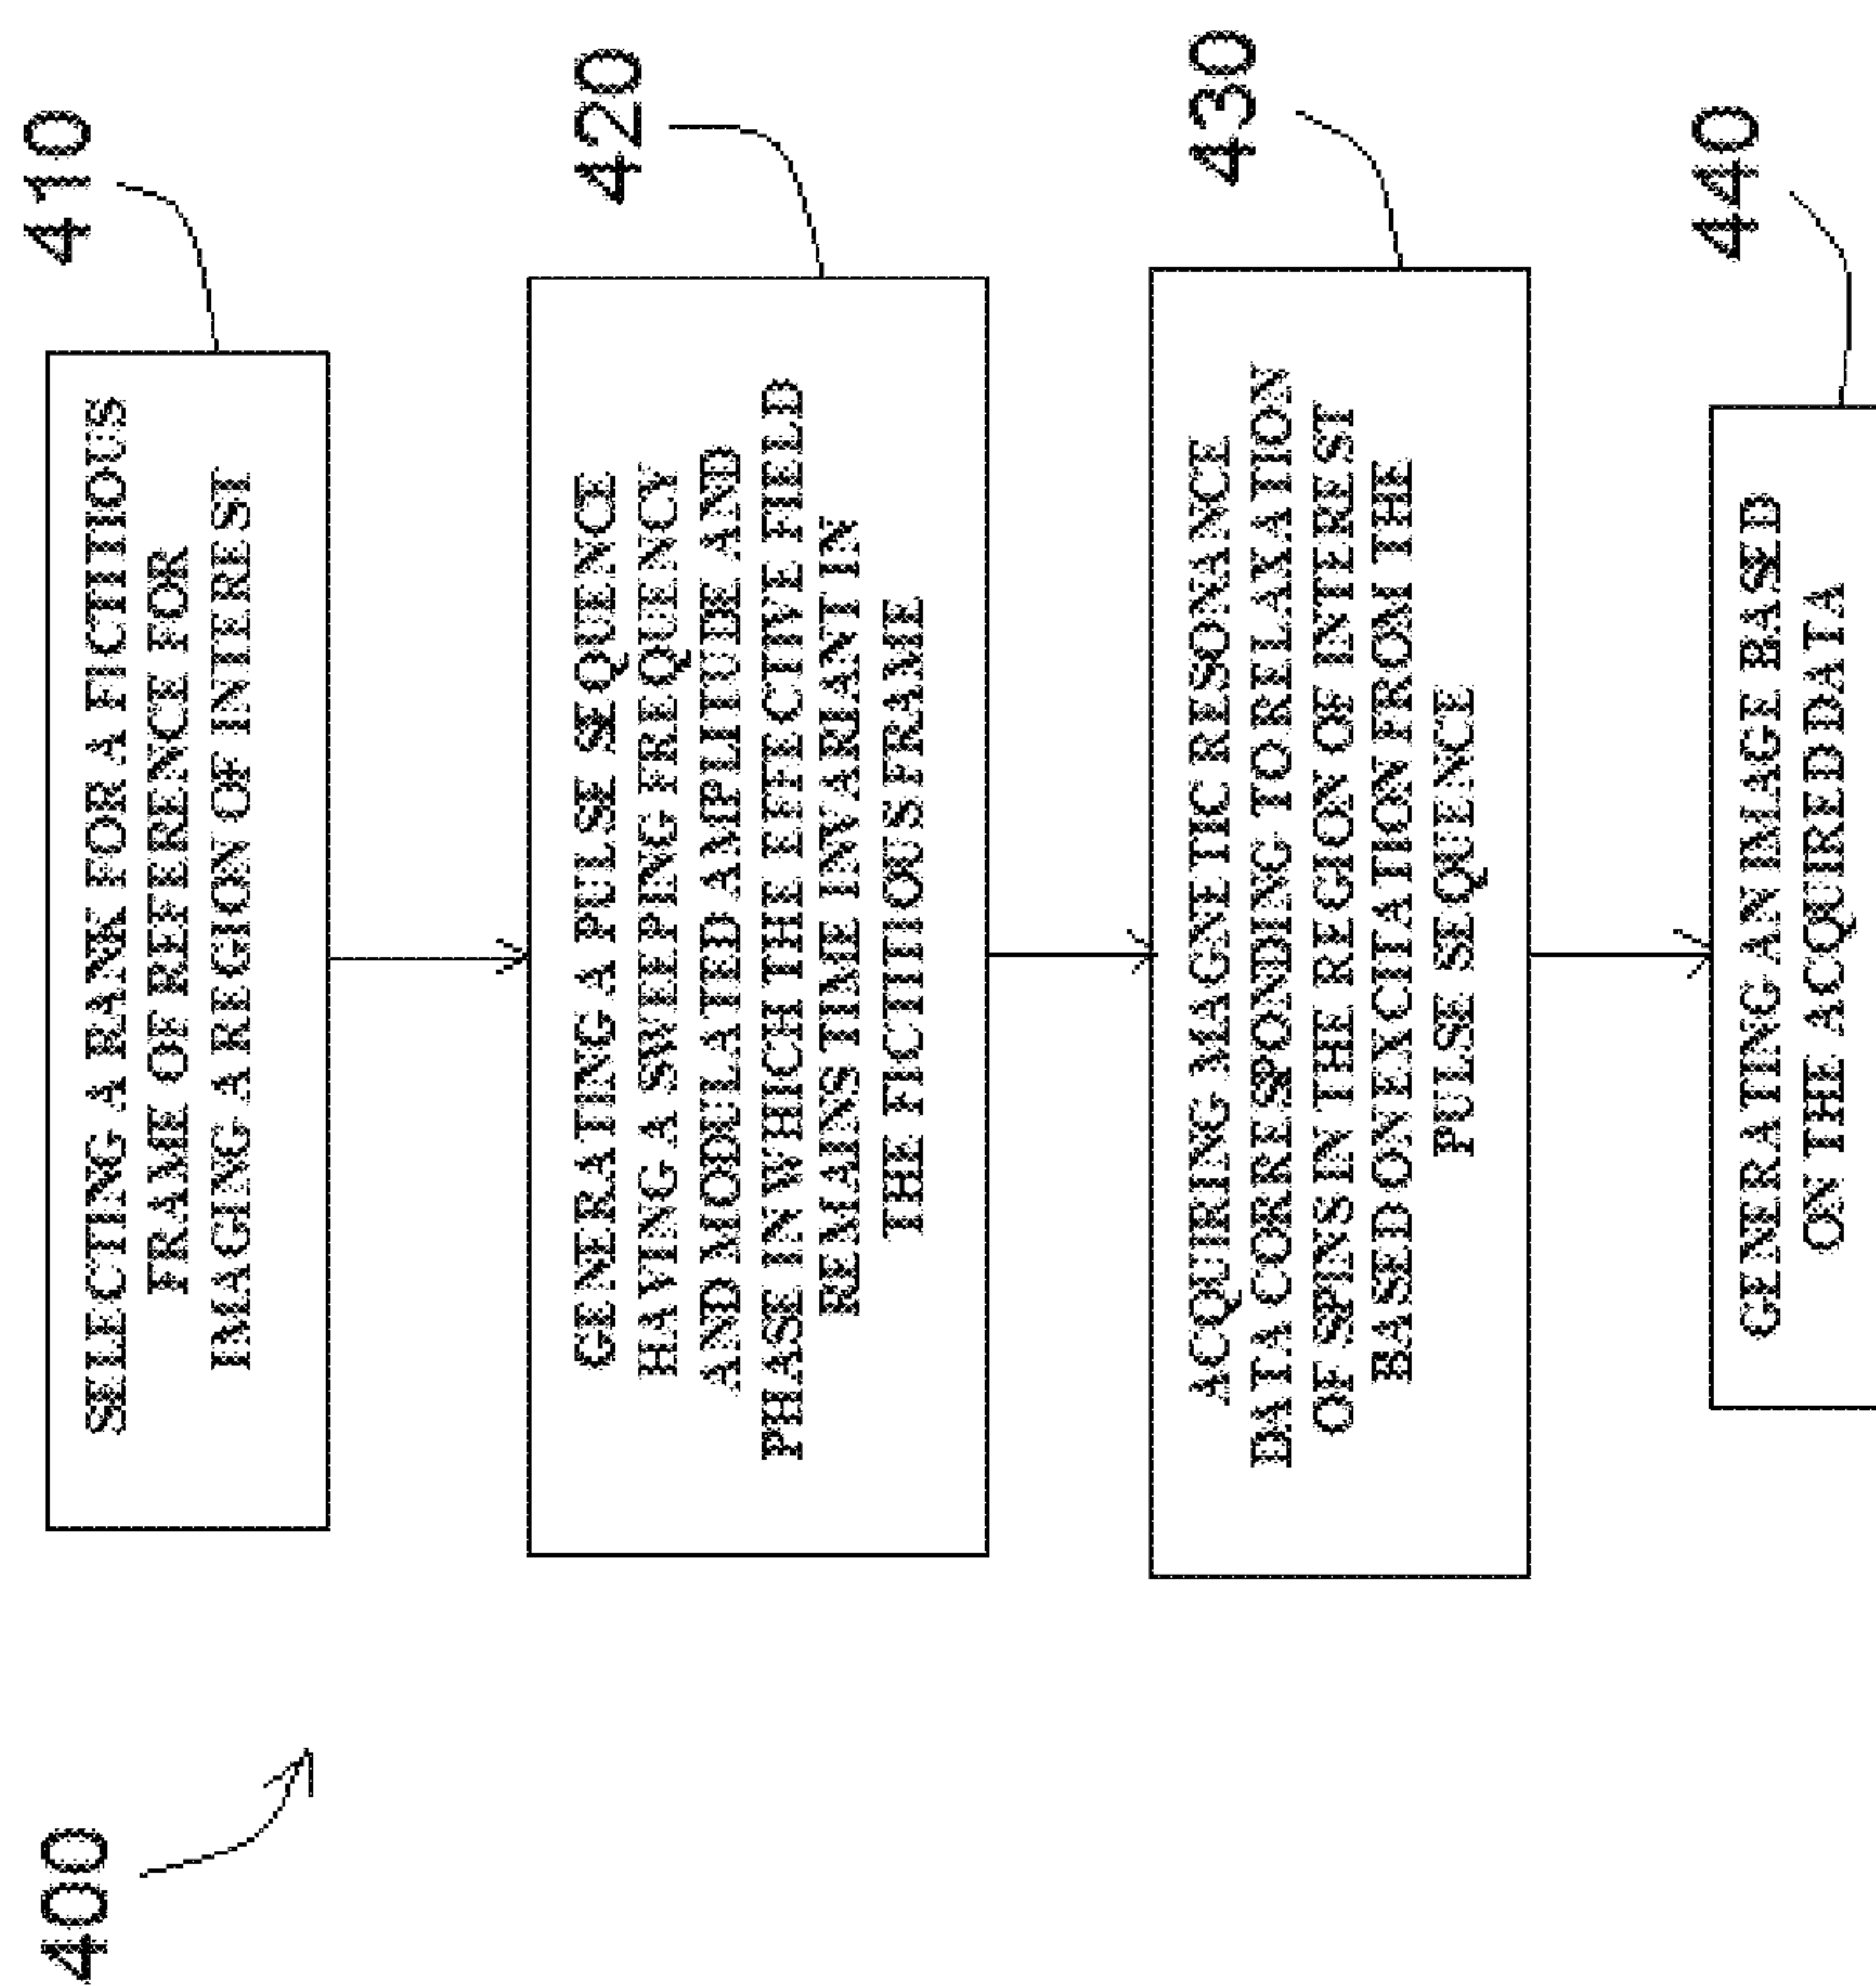 400
410
SELECTING A RANK FOR A FICTITIOUS
FRAME OF REFERENCE FOR
IMAGING A REGION OF INTEREST
420
GENERATING A PULSE SEQUENCE
HAVING A SWEEPING FREQUENCY
AND MODULATED AMPLITUDE AND
PHASE IN WHICH THE EFFECTIVE FIELD
REMAINS TIME INVARIANT IN
THE FICTITIOUS FRAME
430
ACQUIRING MAGNETIC RESONANCE
DATA CORRESPONDING TO RELAXATION
OF SPINS IN THE REGION OF INTEREST
BASED ON EXCITATION FROM THE
PULSE SEQUENCE
440
GENERATING AN IMAGE BASED
ON THE ACQUIRED DATA